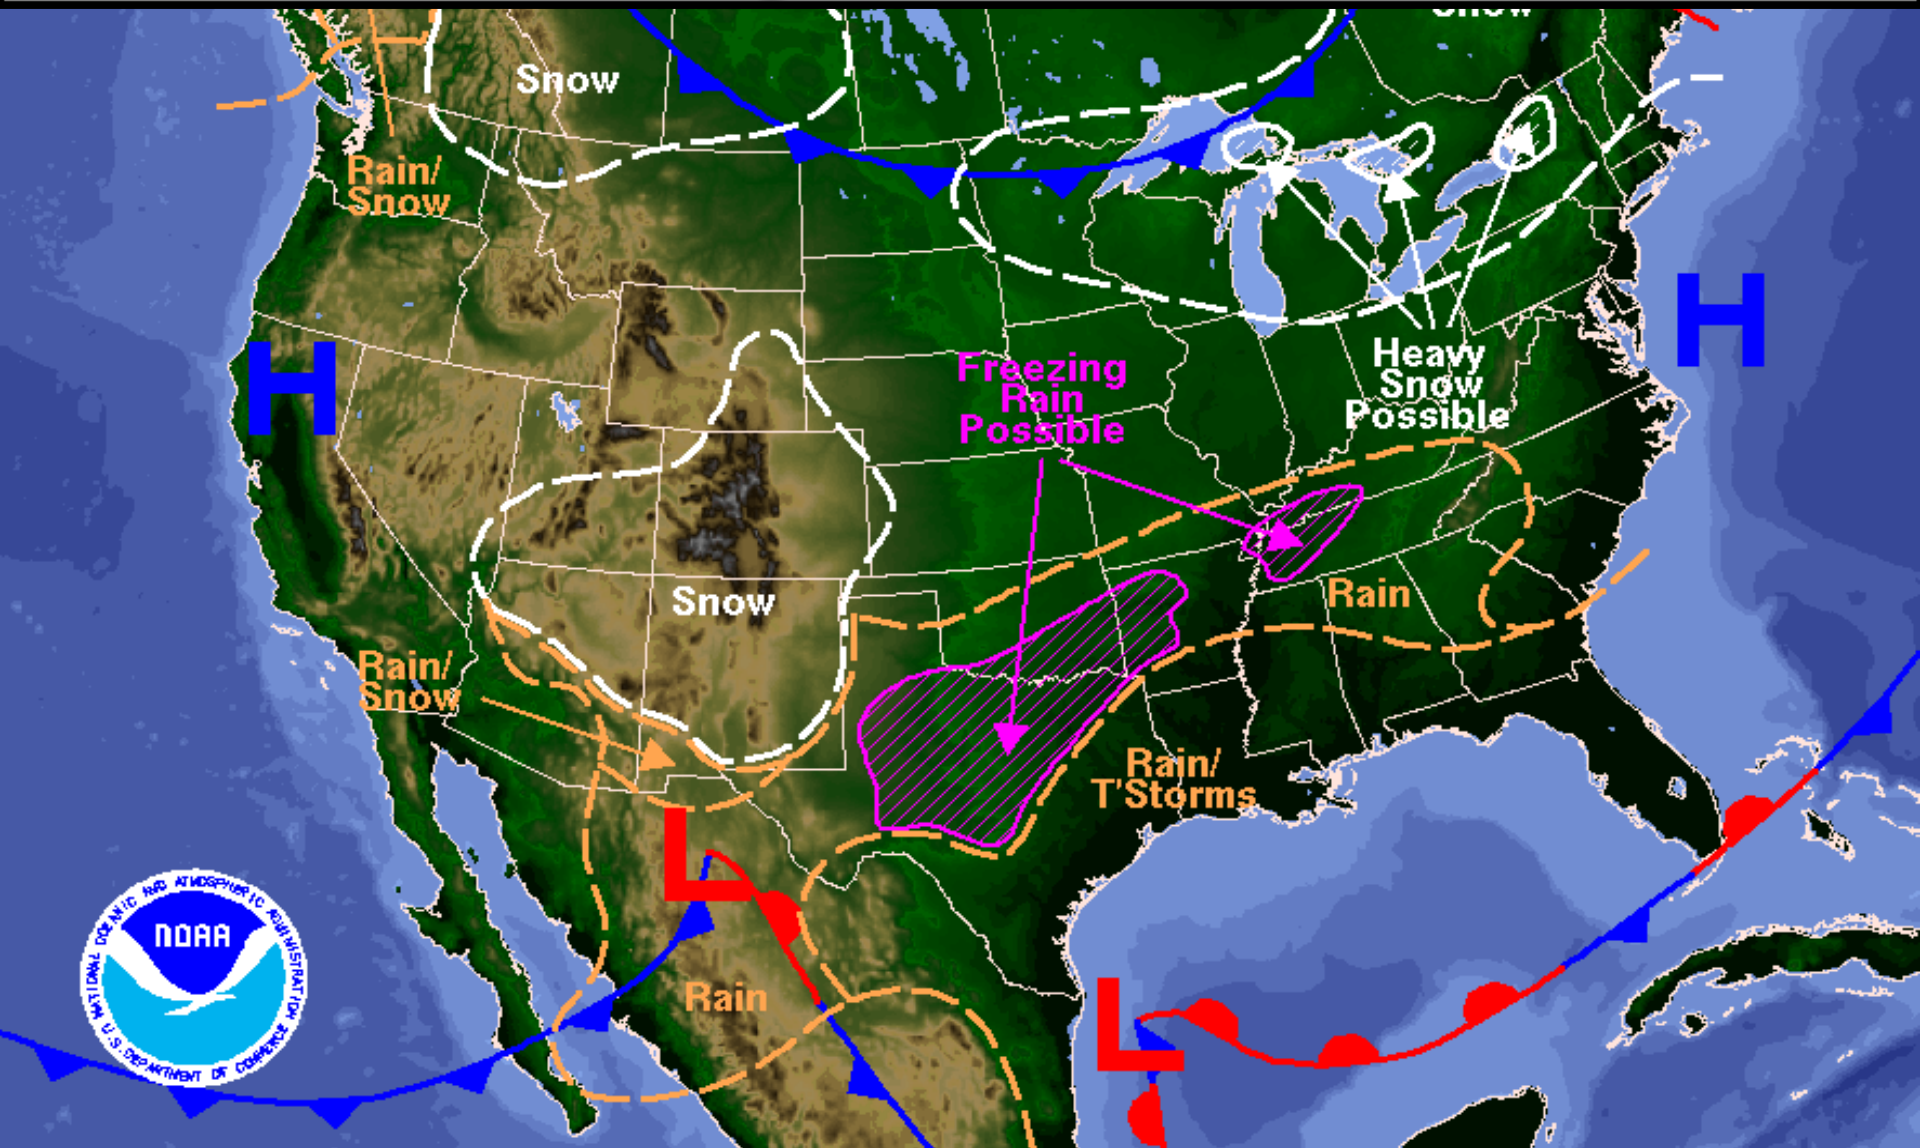 Snow
Snow
Rain/
Snow
H
H
Heavy
Snow
Possible
Freezing
Rain
Possible
Snow
Rain
Rain/
Snow
Rain/
T'Storms
L
Rain
L
NATIONAL OCEANIC AND ATMOSPHERIC ADMINISTRATION
NOAA
U.S. DEPARTMENT OF COMMERCE